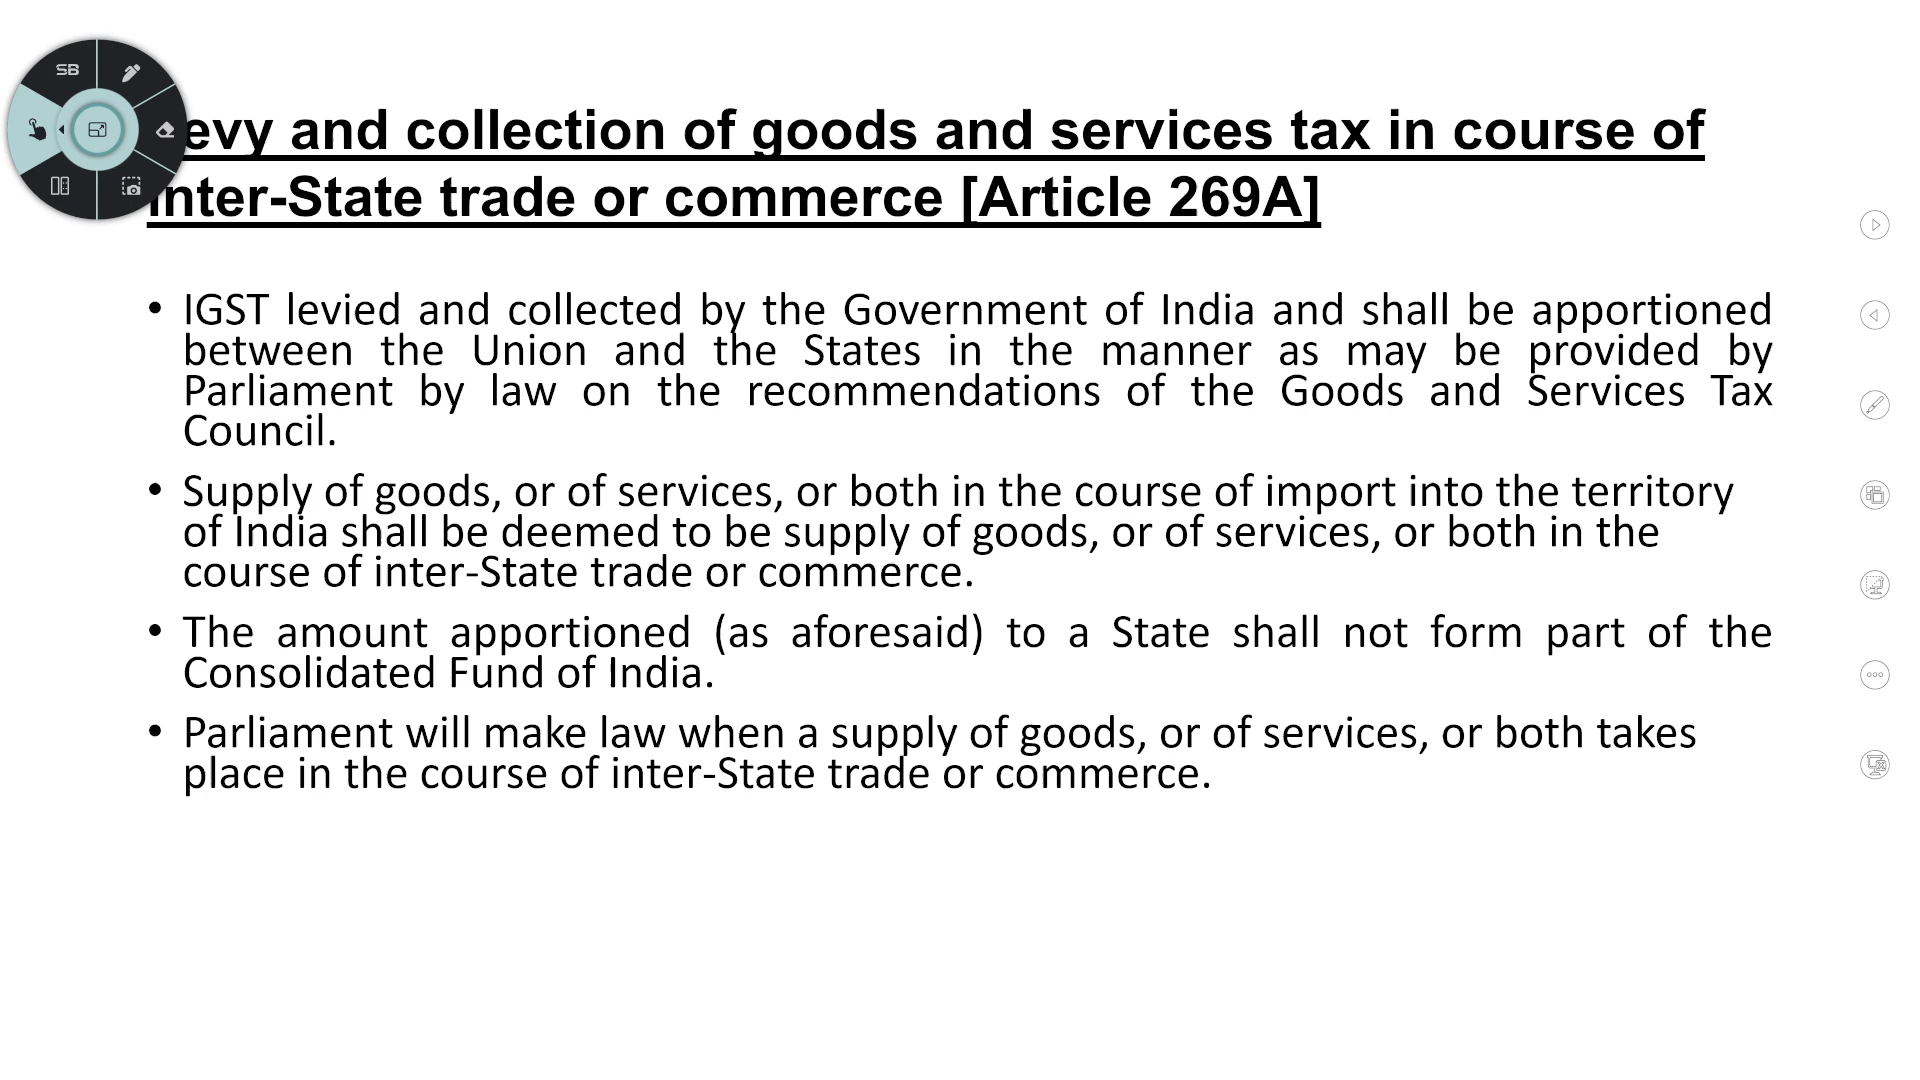 SB
evy and collection of goods and services tax in course of
inter-State trade or commerce [Article 269A]
• IGST levied and collected by the Government of India and shall be apportioned
between the Union and the States in the manner as may be provided by
Parliament by law on the recommendations of the Goods and Services Tax
Council.
• Supply of goods, or of services, or both in the course of import into the territory
of India shall be deemed to be supply of goods, or of services, or both in the
course of inter-State trade or commerce.
• The amount apportioned (as aforesaid) to a State shall not form part of the
Consolidated Fund of India.
• Parliament will make law when a supply of goods, or of services, or both takes
place in the course of inter-State trade or commerce.